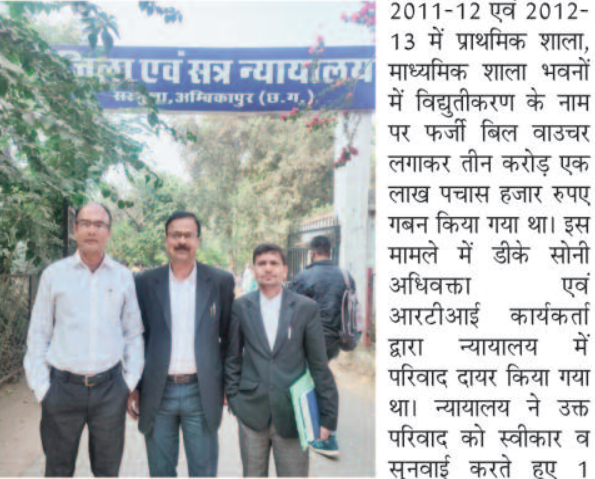 जिला एवं सत्र न्यायालय
सरगुजा, अम्बिकापुर (छ.ग.)
2011-12 एवं 2012-
13 में प्राथमिक शाला,
माध्यमिक शाला भवनों
में विद्युतीकरण के नाम
पर फर्जी बिल वाउचर
लगाकर तीन करोड़ एक
लाख पचास हजार रुपए
गबन किया गया था। इस
मामले में डीके सोनी
अधिवक्ता एवं
आरटीआई कार्यकर्ता
द्वारा न्यायालय में
परिवाद दायर किया गया
था। न्यायालय ने उक्त
परिवाद को स्वीकार व
सुनवाई करते हुए 1